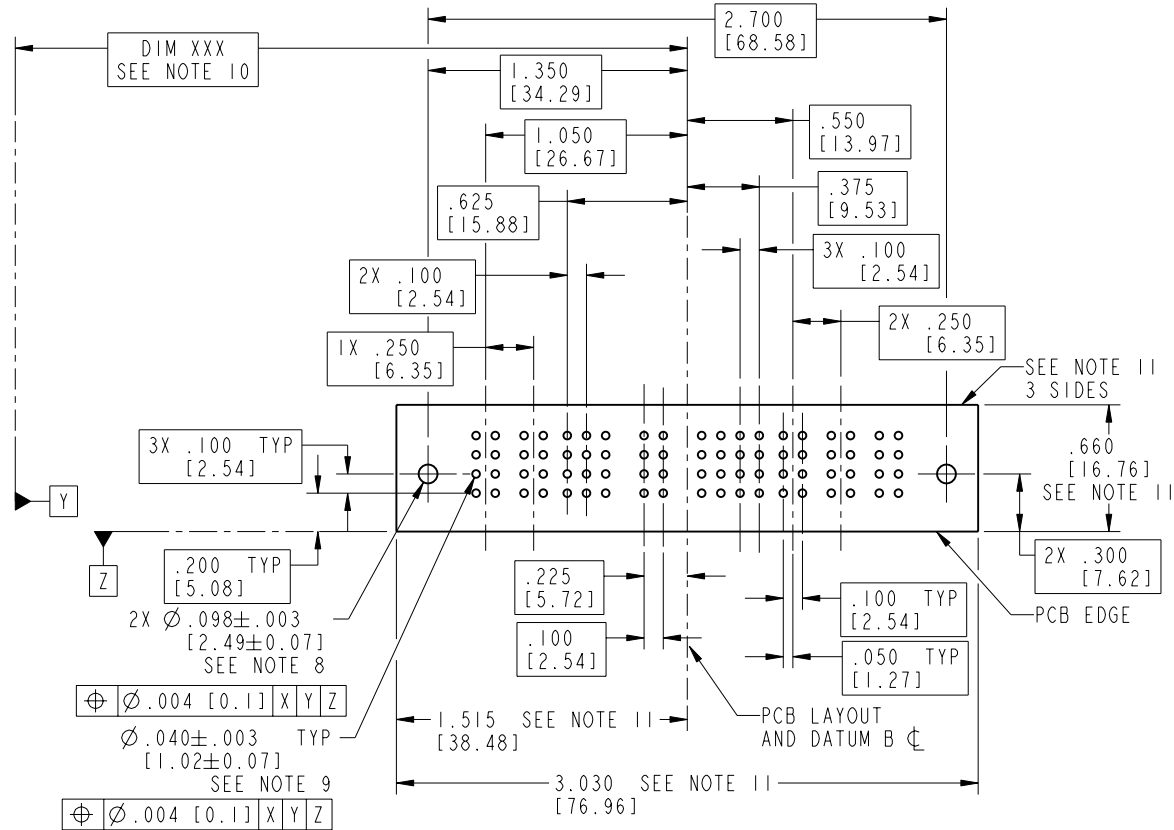 2.700
[68.58]
DIM XXX
SEE NOTE 10
1.350
[34.29]
1.050
[26.67]
.550
[13.97]
.625
[15.88]
.375
[9.53]
2X .100
[2.54]
3X .100
[2.54]
1X .250
[6.35]
2X .250
[6.35]
SEE NOTE 11
3 SIDES
3X .100 TYP
[2.54]
.660
[16.76]
SEE NOTE 11
Y
Z
.200 TYP
[5.08]
.225
[5.72]
2X .300
[7.62]
2X Ø.098±.003
[2.49±0.07]
SEE NOTE 8
.100
[2.54]
.100 TYP
[2.54]
PCB EDGE
.050 TYP
[1.27]
⌖ Ø.004 [0.1] X Y Z
1.515 SEE NOTE 11
[38.48]
PCB LAYOUT
AND DATUM B ℄
Ø.040±.003 TYP
[1.02±0.07]
SEE NOTE 9
3.030 SEE NOTE 11
[76.96]
⌖ Ø.004 [0.1] X Y Z